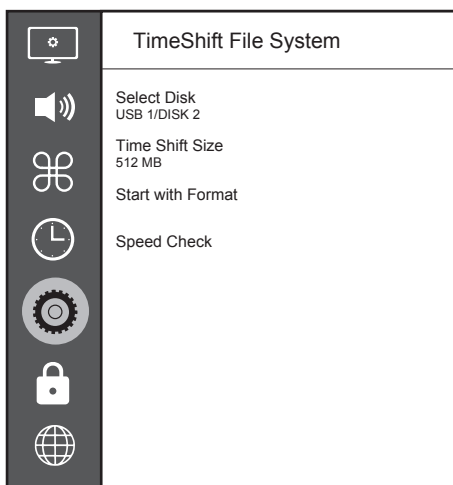 TimeShift File System
Select Disk
USB 1/DISK 2
Time Shift Size
512 MB
Start with Format
Speed Check